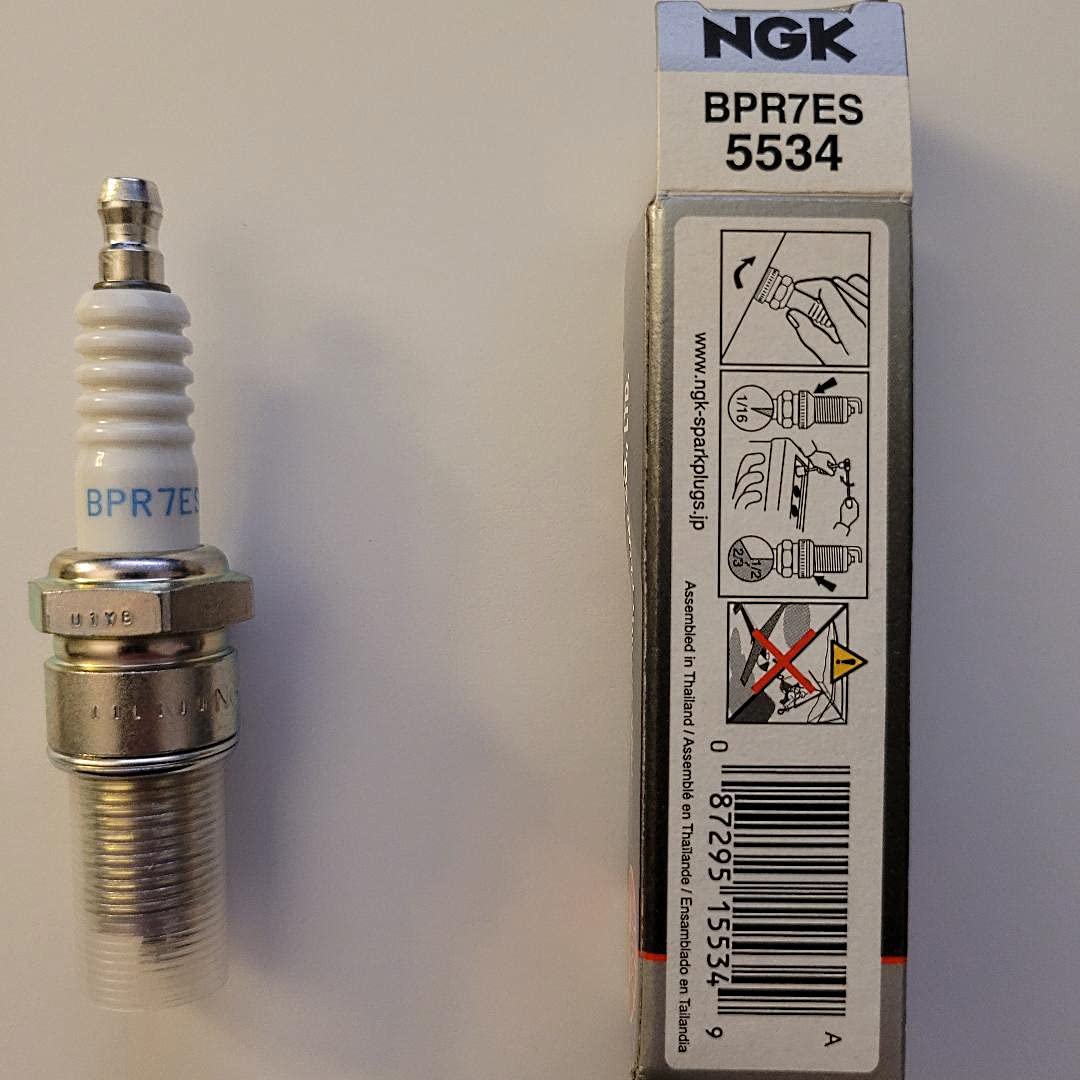 NGK
BPR7ES
5534
www.ngk-sparkplugs.jp
1/16
1/2
2/3
Assembled in Thailand / Assemblé en Thaïlande / Ensamblado en Tailandia
0 87295 15534 9
A
BPR7ES
U1YB